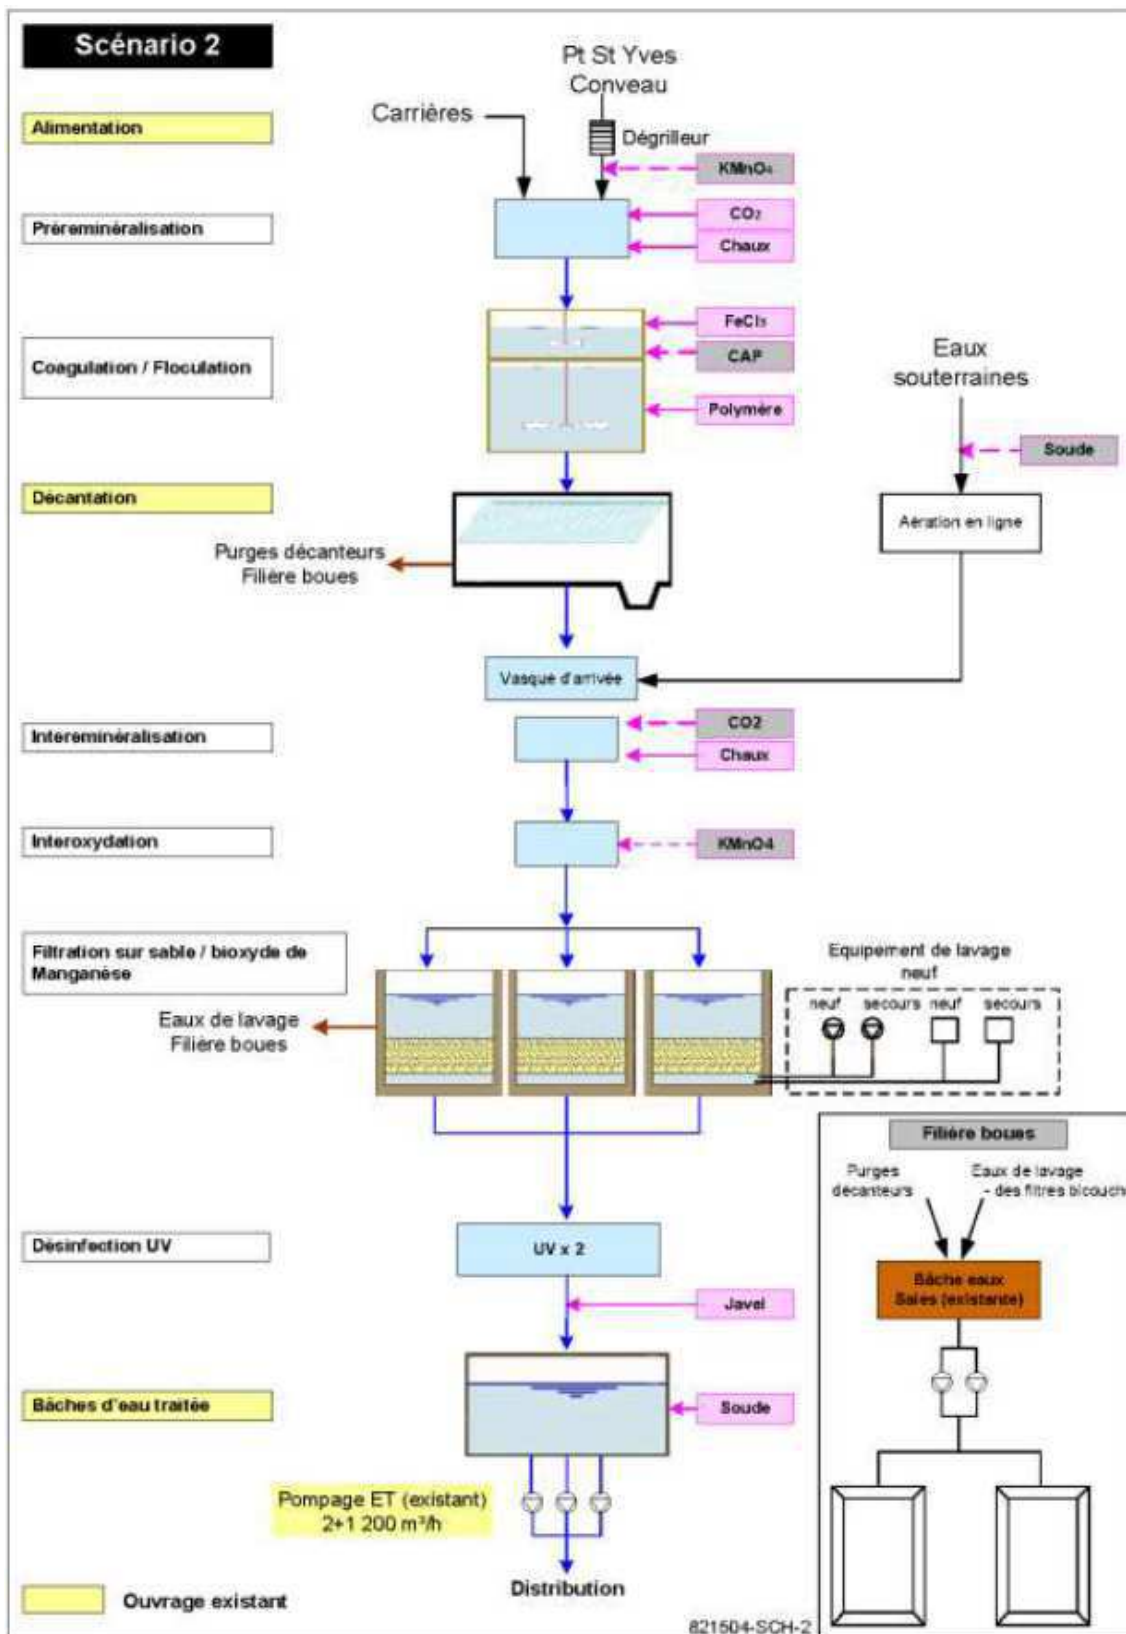 Scénario 2
Pt St Yves
Conveau
Carrières
Alimentation
Dégrilleur
KMnO₄
Préreminéralisation
CO₂
Chaux
FeCl₃
CAP
Coagulation / Floculation
Polymère
Eaux
souterraines
Soude
Décantation
Aération en ligne
Purges décanteurs
Filière boues
Vasque d'arrivée
Intereminéralisation
CO2
Chaux
Interoxydation
KMnO4
Filtration sur sable / bioxyde de
Manganèse
Equipement de lavage
neuf
neuf secours neuf secours
Eaux de lavage
Filière boues
Filière boues
Purges
décanteurs
Eaux de lavage
- des filtres bicouch
Désinfection UV
UV x 2
Bâche eaux
Sales (existante)
Javel
Bâches d'eau traitée
Soude
Pompage ET (existant)
2+1 200 m³/h
Distribution
Ouvrage existant
821504-SCH-2